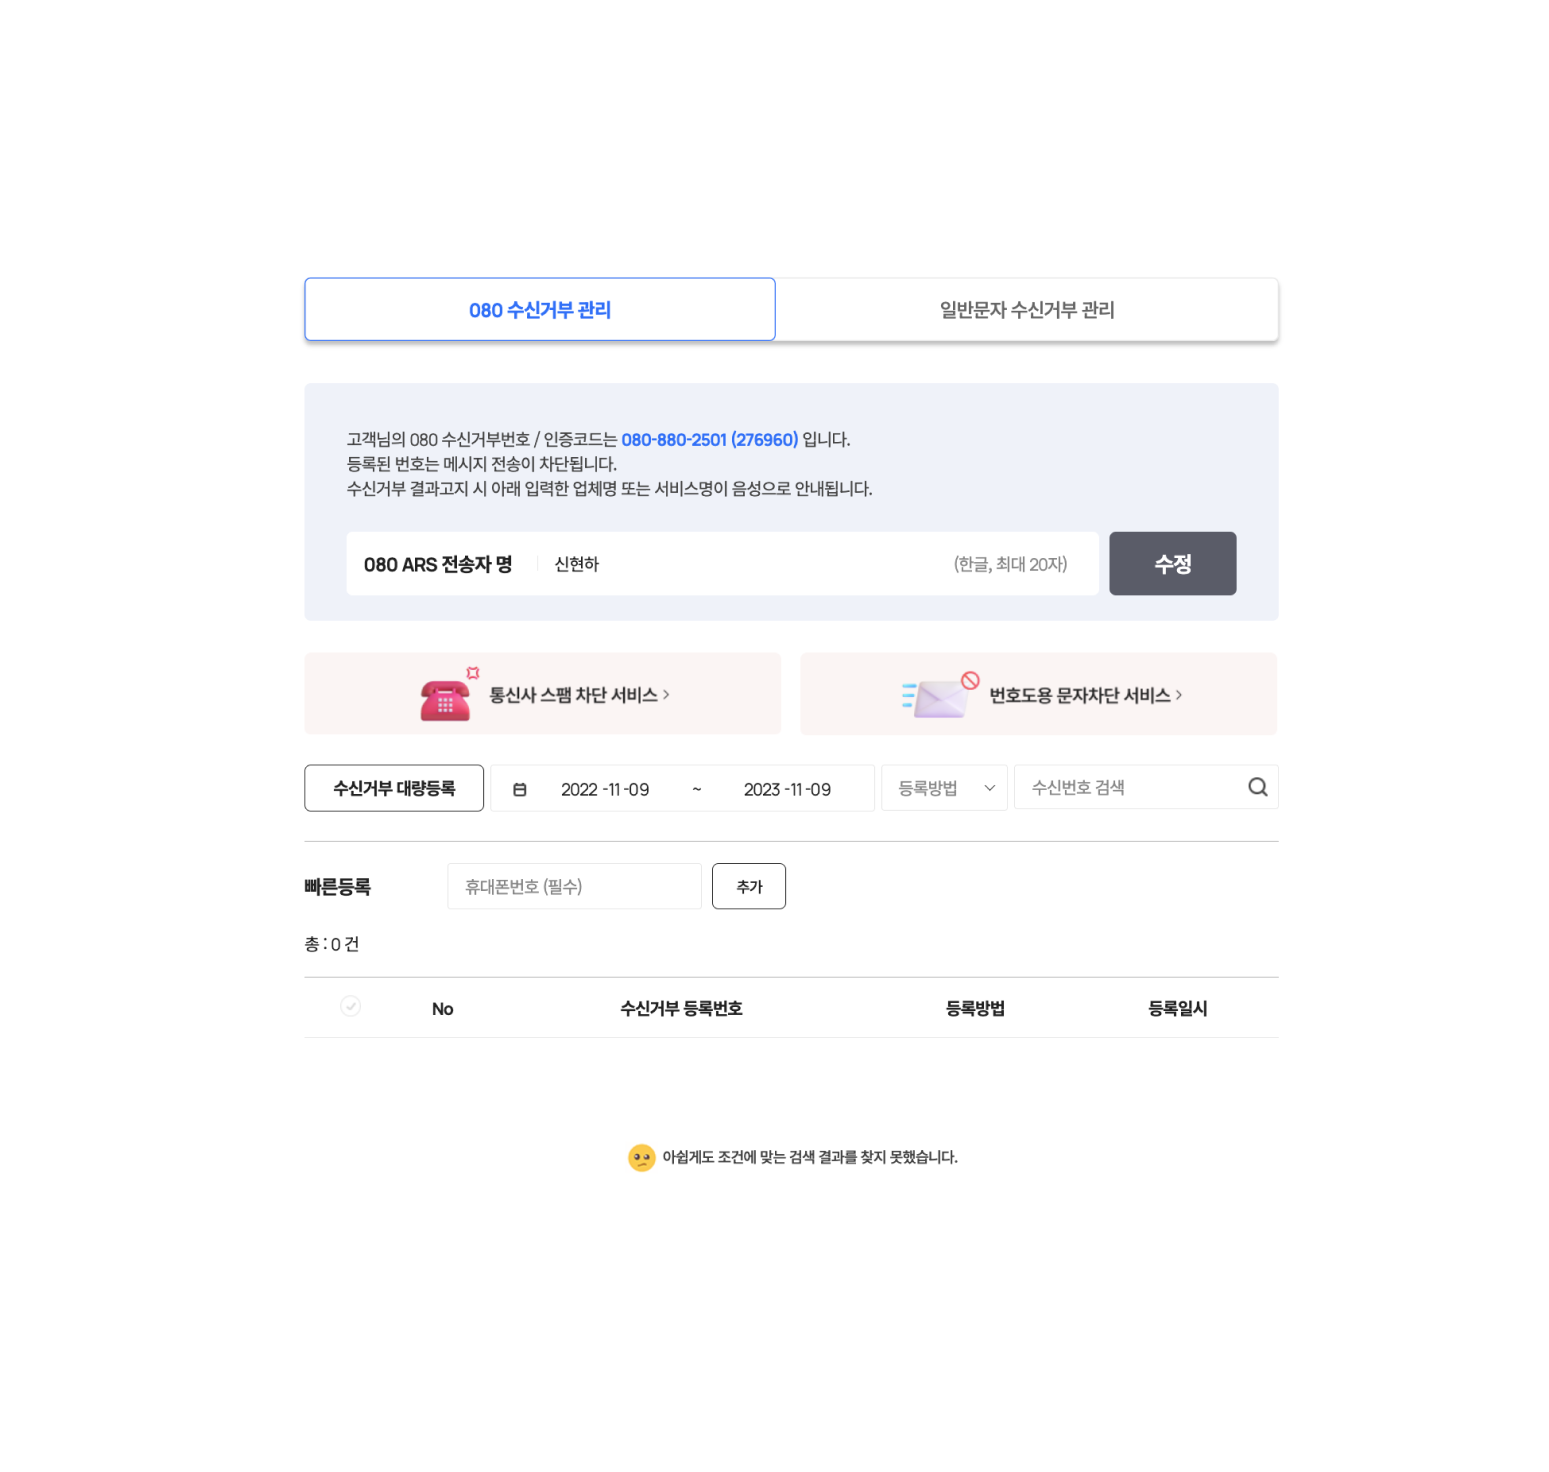 080 수신거부 관리
일반문자 수신거부 관리
고객님의 080 수신거부번호 / 인증코드는 080-880-2501 (276960) 입니다.
등록된 번호는 메시지 전송이 차단됩니다.
수신거부 결과고지 시 아래 입력한 업체명 또는 서비스명이 음성으로 안내됩니다.
080 ARS 전송자 명 신현하 (한글, 최대 20자) 수정
통신사 스팸 차단 서비스 >
번호도용 문자차단 서비스 >
수신거부 대량등록 2022 -11 -09 ~ 2023 -11 -09 등록방법 수신번호 검색
빠른등록 휴대폰번호 (필수) 추가
총 : 0 건
No 수신거부 등록번호 등록방법 등록일시
아쉽게도 조건에 맞는 검색 결과를 찾지 못했습니다.